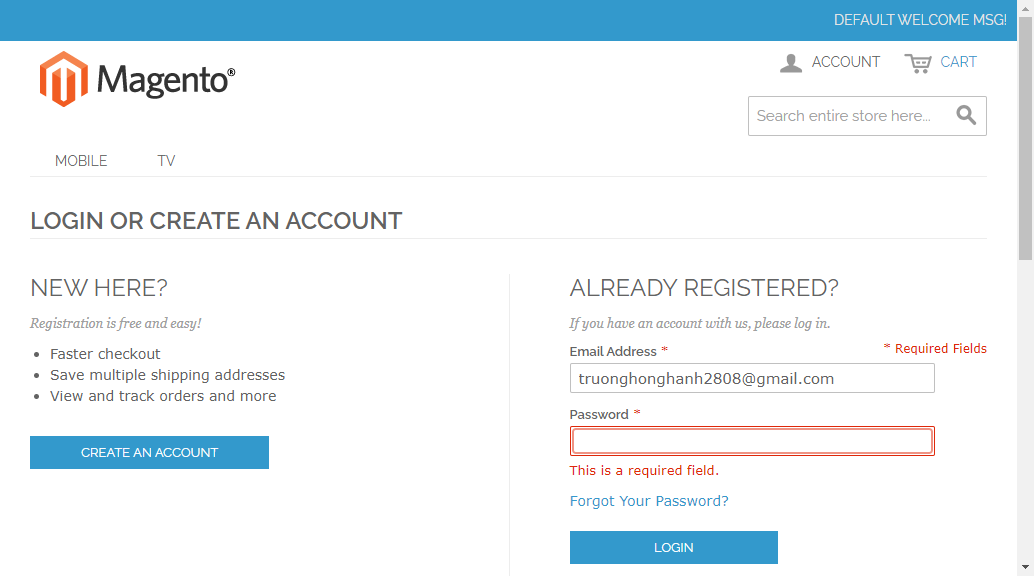 DEFAULT WELCOME MSG!
Magento®
ACCOUNT
CART
Search entire store here...
MOBILE
TV
LOGIN OR CREATE AN ACCOUNT
NEW HERE?
Registration is free and easy!
Faster checkout
Save multiple shipping addresses
View and track orders and more
CREATE AN ACCOUNT
ALREADY REGISTERED?
If you have an account with us, please log in.
* Required Fields
Email Address *
truonghonghanh2808@gmail.com
Password *
This is a required field.
Forgot Your Password?
LOGIN